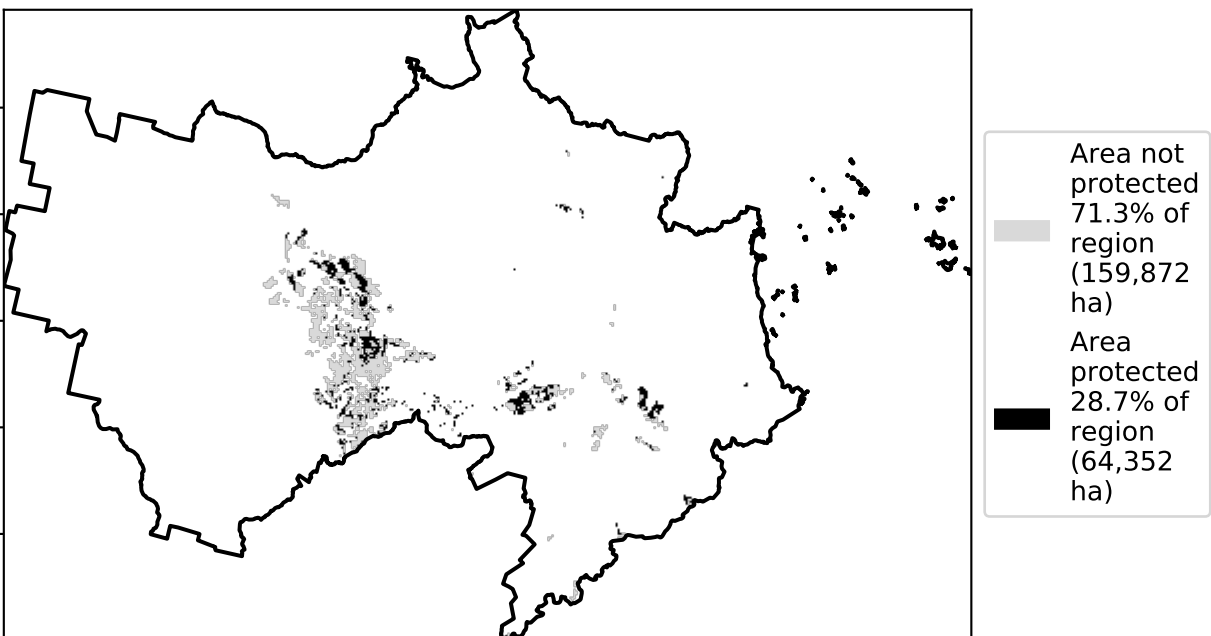 Area not
protected
71.3% of
region
(159,872
ha)
Area
protected
28.7% of
region
(64,352
ha)